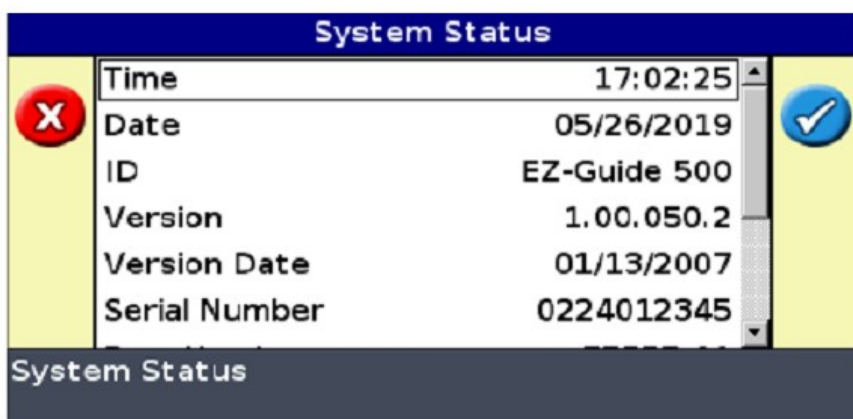 System Status
Time 17:02:25
Date 05/26/2019
ID EZ-Guide 500
Version 1.00.050.2
Version Date 01/13/2007
Serial Number 0224012345
System Status